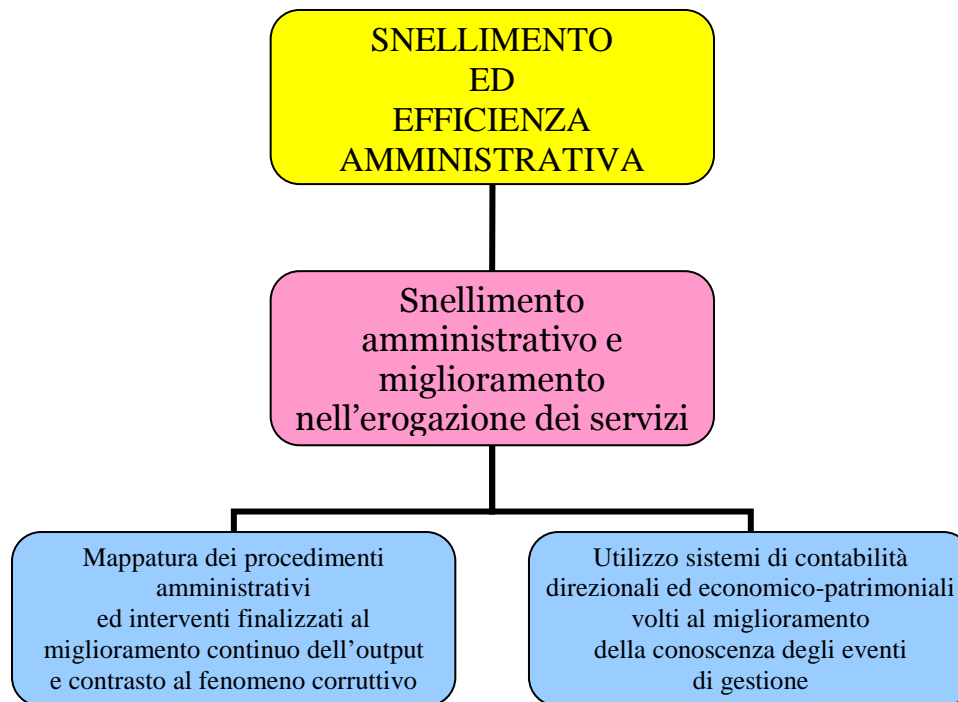 SNELLIMENTO
ED
EFFICIENZA
AMMINISTRATIVA
Snellimento
amministrativo e
miglioramento
nell’erogazione dei servizi
Mappatura dei procedimenti
amministrativi
ed interventi finalizzati al
miglioramento continuo dell’output
e contrasto al fenomeno corruttivo
Utilizzo sistemi di contabilità
direzionali ed economico-patrimoniali
volti al miglioramento
della conoscenza degli eventi
di gestione